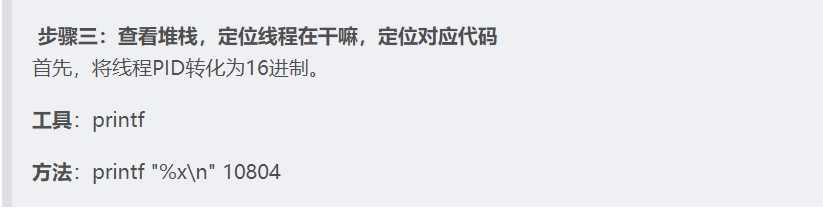 步骤三：查看堆栈，定位线程在干嘛，定位对应代码
首先，将线程PID转化为16进制。
工具：printf
方法：printf "%x\n" 10804